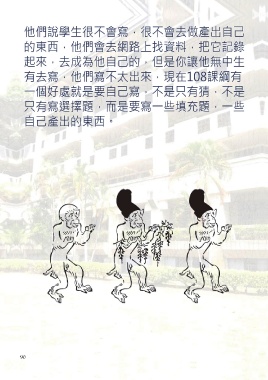 他們說學生很不會寫，很不會去做產出自己
的東西，他們會去網路上找資料，把它記錄
起來，去成為他自己的，但是你讓他無中生
有去寫，他們寫不太出來，現在108課綱有
一個好處就是要自己寫，不是只有猜，不是
只有寫選擇題，而是要寫一些填充題，一些
自己產出的東西。
90